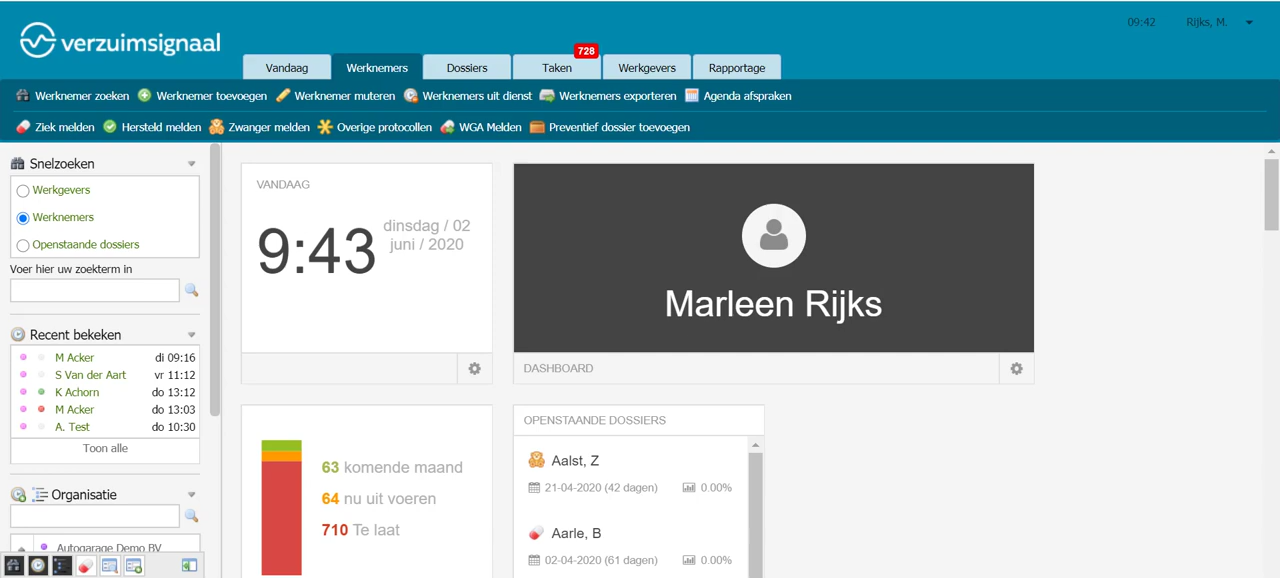 09:42 Rijks, M.
verzuimsignaal
728
Vandaag Werknemers Dossiers Taken Werkgevers Rapportage
Werknemer zoeken Werknemer toevoegen Werknemer muteren Werknemers uit dienst Werknemers exporteren Agenda afspraken
Ziek melden Hersteld melden Zwanger melden Overige protocollen WGA Melden Preventief dossier toevoegen
Snelzoeken
Werkgevers
Werknemers
Openstaande dossiers
Voer hier uw zoekterm in
Recent bekeken
M Acker di 09:16
S Van der Aart vr 11:12
K Achorn do 13:12
M Acker do 13:03
A. Test do 10:30
Toon alle
Organisatie
Autogarage Demo BV
VANDAAG
9:43
dinsdag / 02
juni / 2020
Marleen Rijks
DASHBOARD
63 komende maand
64 nu uit voeren
710 Te laat
OPENSTAANDE DOSSIERS
Aalst, Z
21-04-2020 (42 dagen) 0.00%
Aarle, B
02-04-2020 (61 dagen) 0.00%